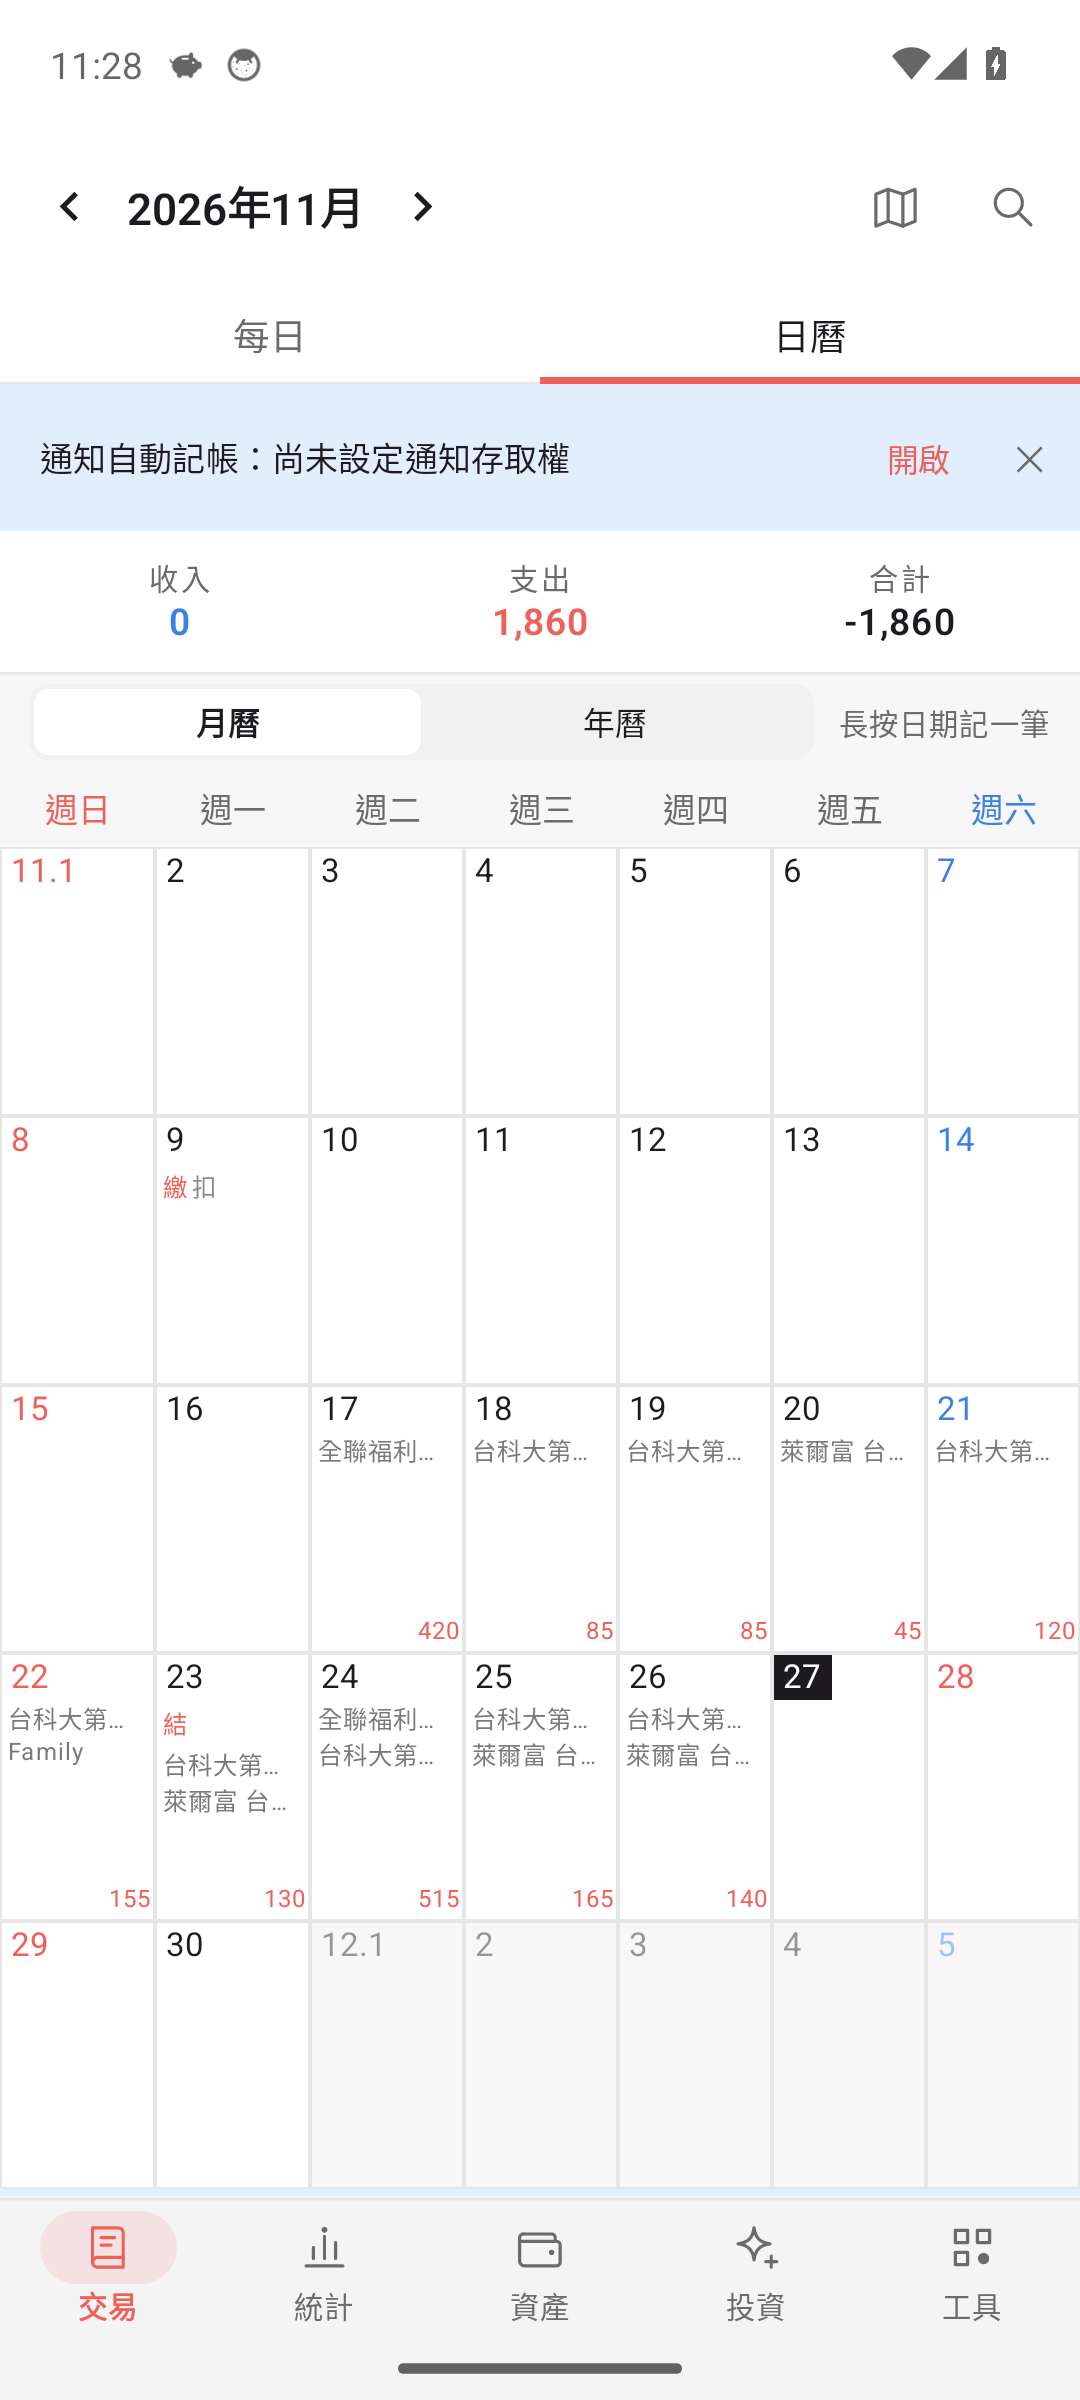 11:28
2026年11月
每日 日曆
通知自動記帳：尚未設定通知存取權 開啟
收入 支出 合計
0 1,860 -1,860
月曆 年曆 長按日期記一筆
週日 週一 週二 週三 週四 週五 週六
11.1 2 3 4 5 6 7
8 9 10 11 12 13 14
繳 扣
15 16 17 18 19 20 21
全聯福利... 台科大第... 台科大第... 萊爾富 台... 台科大第...
420 85 85 45 120
22 23 24 25 26 27 28
台科大第... 結 全聯福利... 台科大第... 台科大第...
Family 台科大第... 台科大第... 萊爾富 台... 萊爾富 台...
萊爾富 台...
155 130 515 165 140
29 30 12.1 2 3 4 5
交易 統計 資產 投資 工具